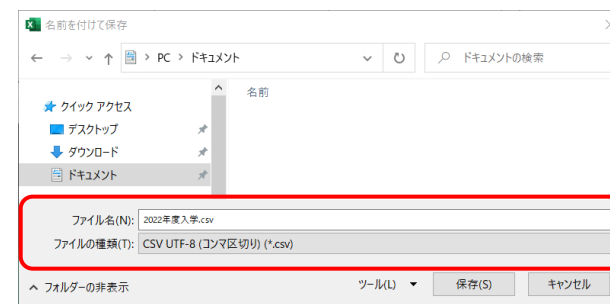 名前を付けて保存
PC > ドキュメント
ドキュメントの検索
名前
クイック アクセス
デスクトップ
ダウンロード
ドキュメント
ファイル名(N): 2022年度入学.csv
ファイルの種類(T): CSV UTF-8 (コンマ区切り) (*.csv)
フォルダーの非表示 ツール(L) 保存(S) キャンセル